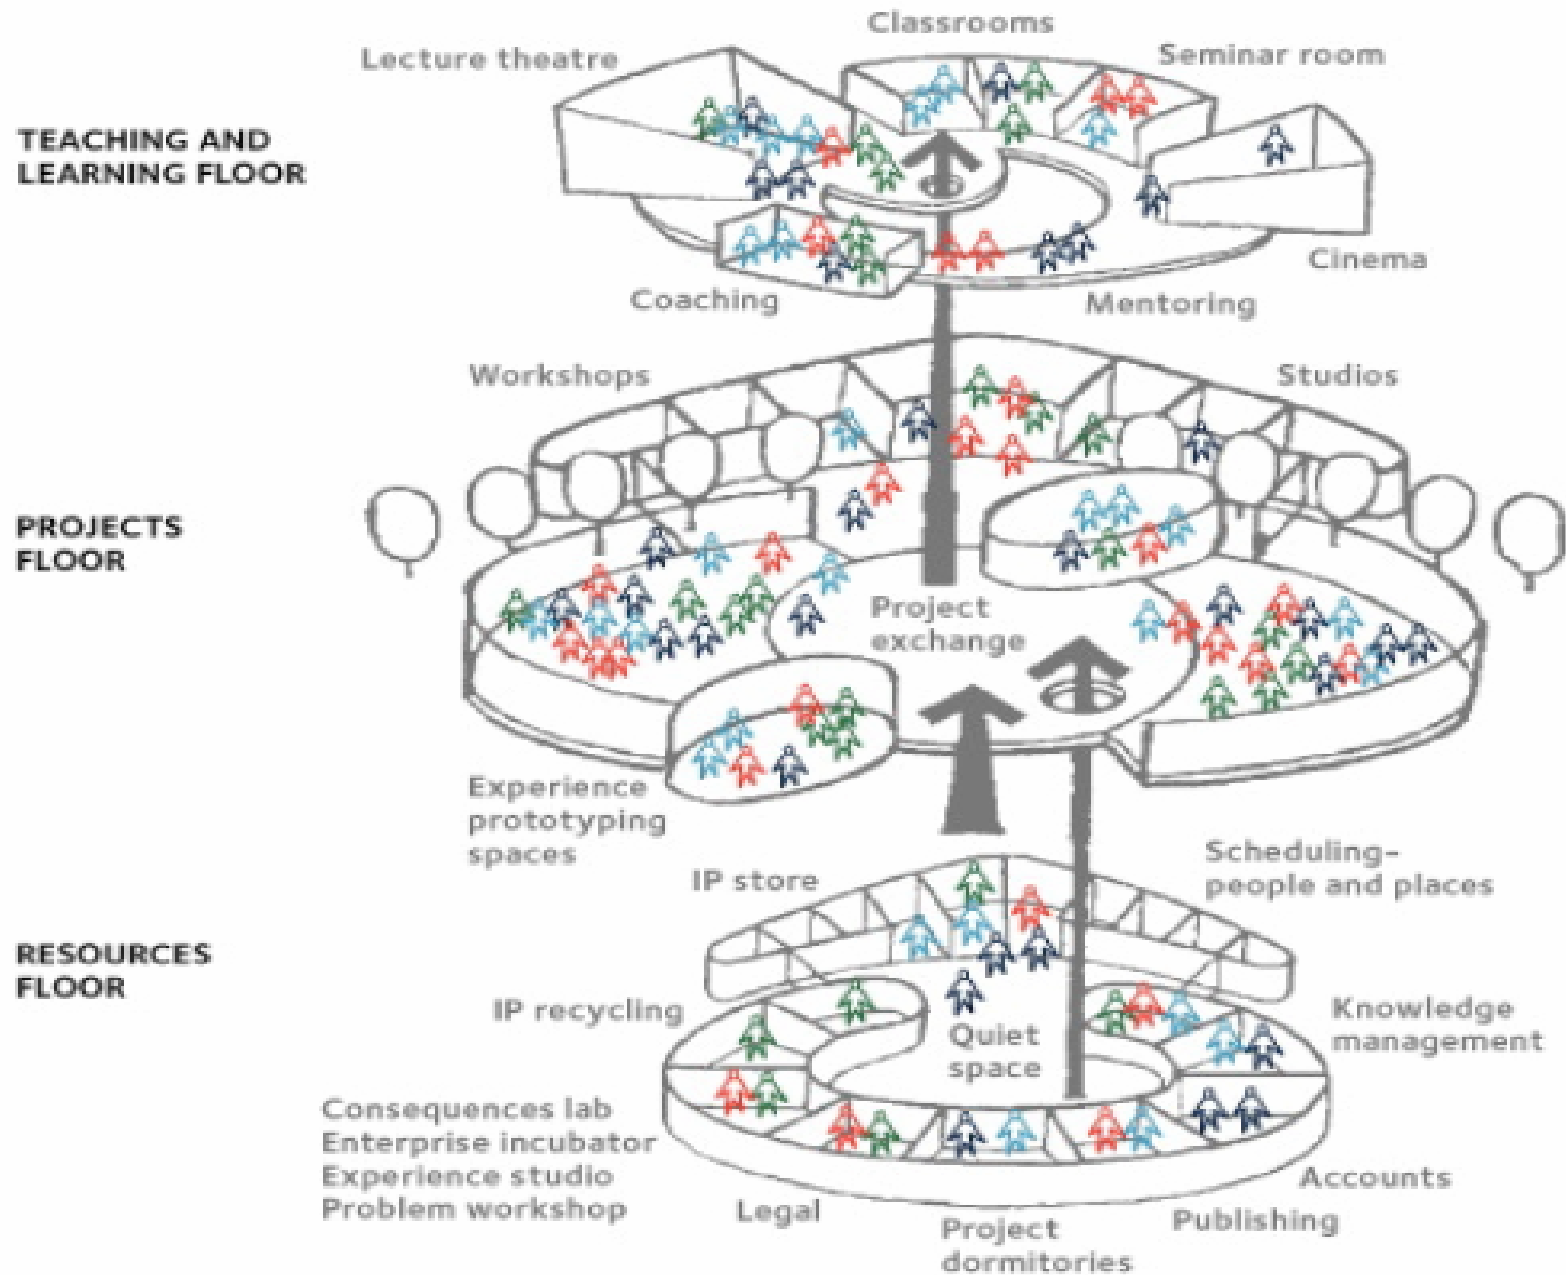 Classrooms
Lecture theatre
Seminar room
TEACHING AND
LEARNING FLOOR
Cinema
Coaching
Mentoring
Workshops
Studios
PROJECTS
FLOOR
Project
exchange
Experience
prototyping
spaces
Scheduling–
people and places
IP store
RESOURCES
FLOOR
IP recycling
Knowledge
management
Quiet
space
Consequences lab
Enterprise incubator
Experience studio
Problem workshop
Accounts
Legal
Publishing
Project
dormitories